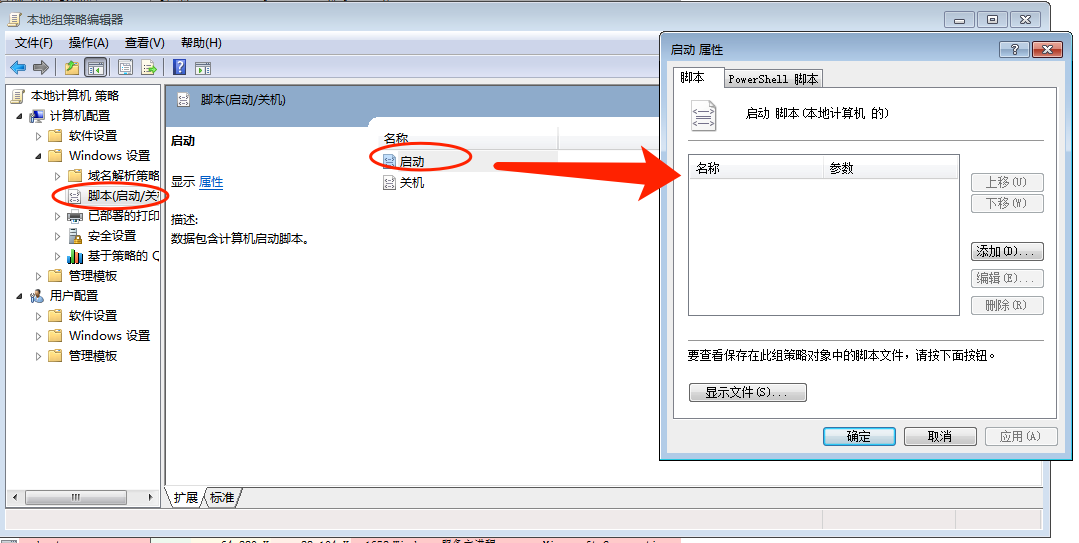 本地组策略编辑器
文件(F) 操作(A) 查看(V) 帮助(H)
本地计算机 策略
计算机配置
软件设置
Windows 设置
域名解析策略
脚本(启动/关
已部署的打印
安全设置
基于策略的 Q
管理模板
用户配置
软件设置
Windows 设置
管理模板
脚本(启动/关机)
启动
显示 属性
描述:
数据包含计算机启动脚本。
名称
启动
关机
扩展 标准
启动 属性
脚本 PowerShell 脚本
启动 脚本(本地计算机 的)
名称 参数
上移(U)
下移(W)
添加(D)...
编辑(E)...
删除(R)
要查看保存在此组策略对象中的脚本文件，请按下面按钮。
显示文件(S)...
确定 取消 应用(A)